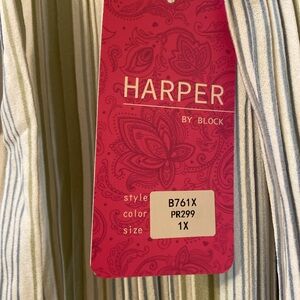 HARPER
BY BLOCK
style B761X
color PR299
size 1X